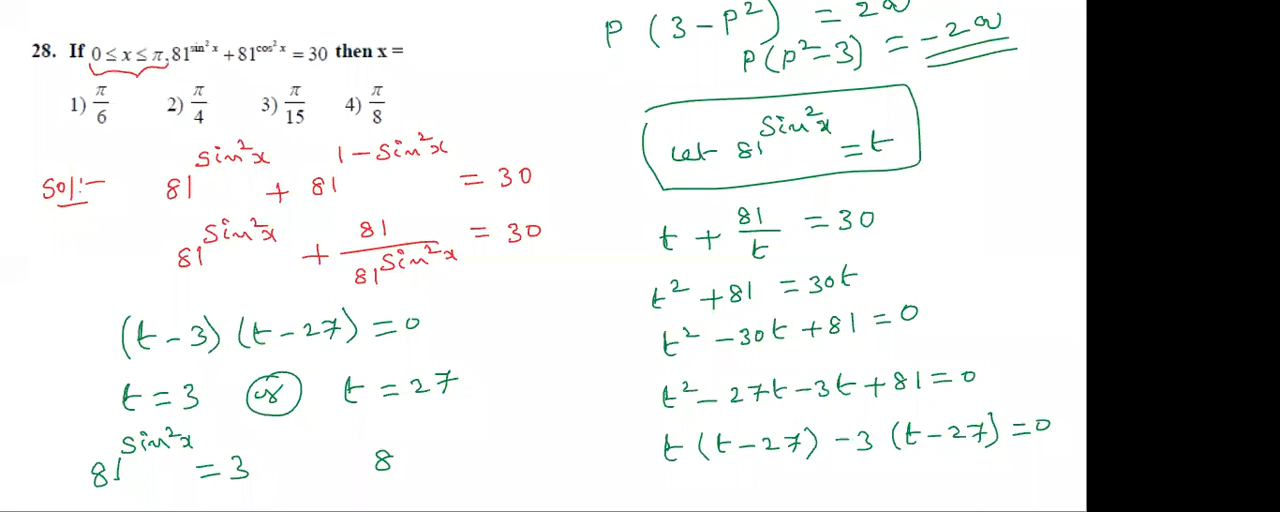 28. If 0 ≤ x ≤ π, 81^{sin² x} + 81^{cos² x} = 30 then x =
1) π/6 2) π/4 3) π/15 4) π/8
Sol:- 81^{sin²x} + 81^{1 - sin²x} = 30
81^{sin²x} + 81/81^{sin²x} = 30
(t - 3) (t - 27) = 0
t = 3 or t = 27
81^{sin²x} = 3 8
P (3 - P²) = 2a
P(P² - 3) = -2a
Let 81^{sin²x} = t
t + 81/t = 30
t² + 81 = 30t
t² - 30t + 81 = 0
t² - 27t - 3t + 81 = 0
t (t - 27) - 3 (t - 27) = 0